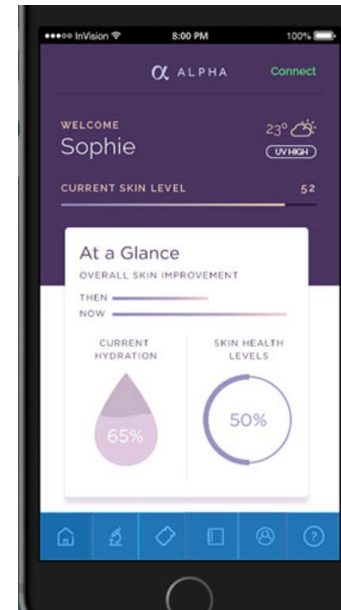 InVision 8:00 PM 100%
α ALPHA Connect
WELCOME
Sophie
23°
UV HIGH
CURRENT SKIN LEVEL 52
At a Glance
OVERALL SKIN IMPROVEMENT
THEN
NOW
CURRENT
HYDRATION
65%
SKIN HEALTH
LEVELS
50%
?